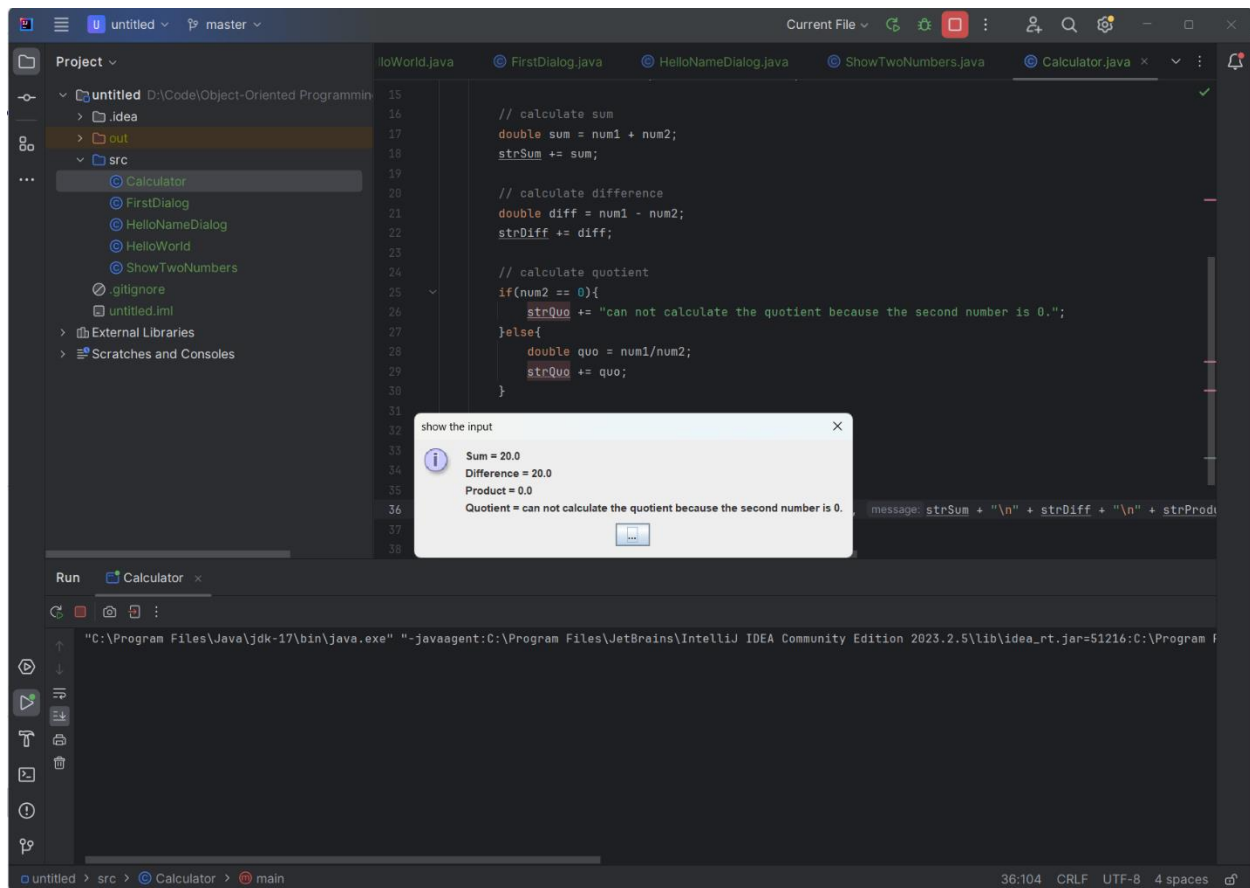 U untitled master Current File
Project
lloWorld.java FirstDialog.java HelloNameDialog.java ShowTwoNumbers.java Calculator.java
untitled D:\Code\Object-Oriented Programmin
.idea
out
src
Calculator
FirstDialog
HelloNameDialog
HelloWorld
ShowTwoNumbers
.gitignore
untitled.iml
External Libraries
Scratches and Consoles
15
16 // calculate sum
17 double sum = num1 + num2;
18 strSum += sum;
19
20 // calculate difference
21 double diff = num1 - num2;
22 strDiff += diff;
23
24 // calculate quotient
25 if(num2 == 0){
26 strQuo += "can not calculate the quotient because the second number is 0.";
27 }else{
28 double quo = num1/num2;
29 strQuo += quo;
30 }
31
32
33
34
35
36 , message: strSum + "\n" + strDiff + "\n" + strProdu
37
38
show the input
Sum = 20.0
Difference = 20.0
Product = 0.0
Quotient = can not calculate the quotient because the second number is 0.
...
Run Calculator
"C:\Program Files\Java\jdk-17\bin\java.exe" "-javaagent:C:\Program Files\JetBrains\IntelliJ IDEA Community Edition 2023.2.5\lib\idea_rt.jar=51216:C:\Program F
untitled > src > Calculator > main 36:104 CRLF UTF-8 4 spaces